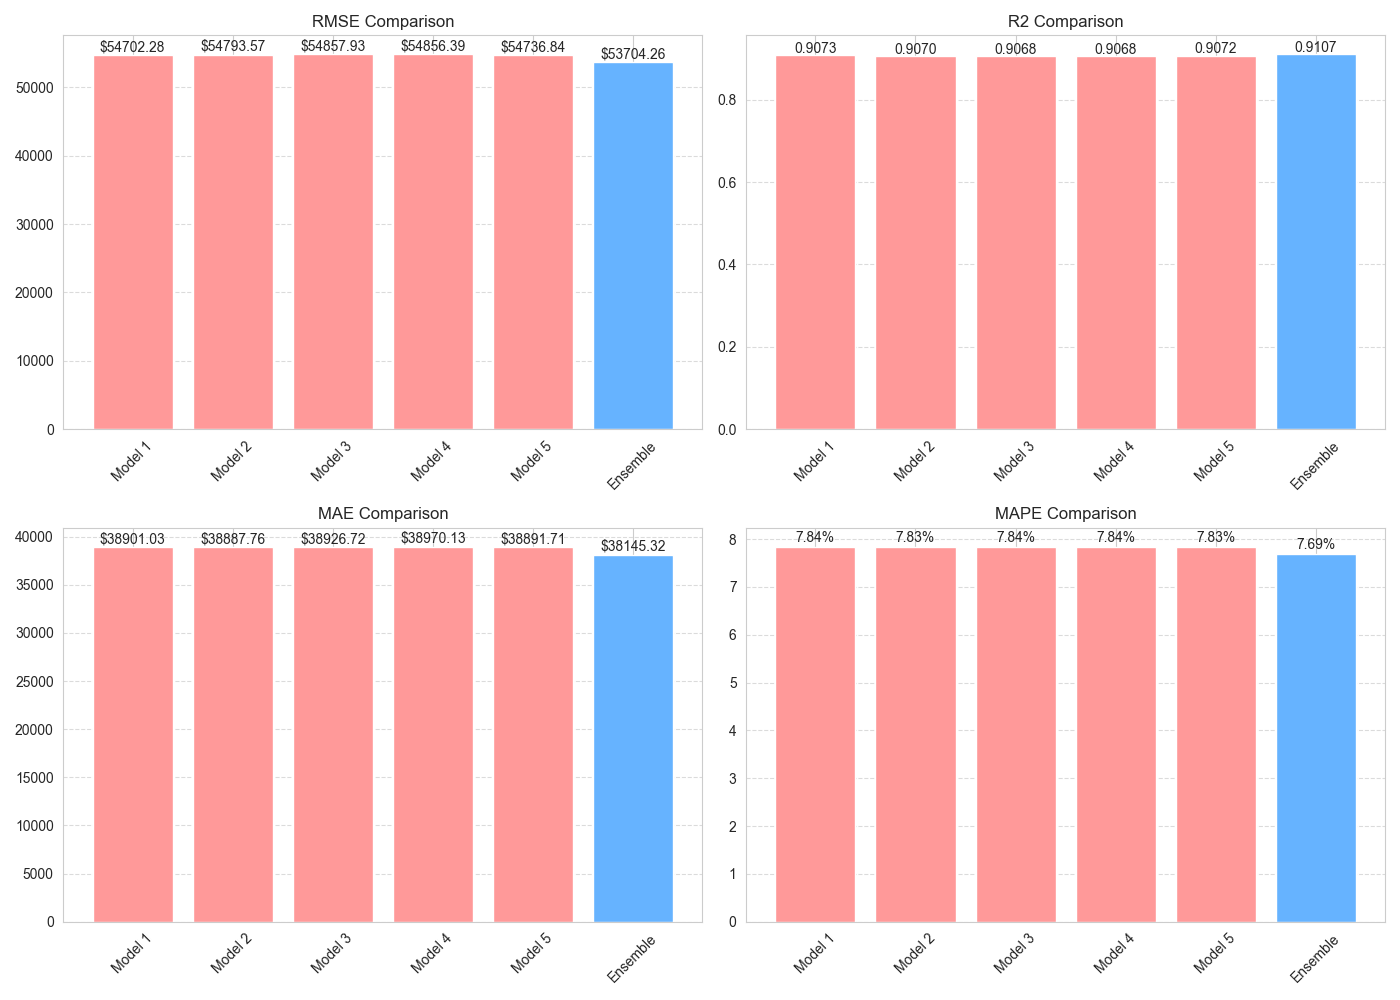 RMSE Comparison
$54702.28 $54793.57 $54857.93 $54856.39 $54736.84 $53704.26
50000
40000
30000
20000
10000
0
Model 1 Model 2 Model 3 Model 4 Model 5 Ensemble
R2 Comparison
0.9073 0.9070 0.9068 0.9068 0.9072 0.9107
0.8
0.6
0.4
0.2
0.0
Model 1 Model 2 Model 3 Model 4 Model 5 Ensemble
MAE Comparison
$38901.03 $38887.76 $38926.72 $38970.13 $38891.71 $38145.32
40000
35000
30000
25000
20000
15000
10000
5000
0
Model 1 Model 2 Model 3 Model 4 Model 5 Ensemble
MAPE Comparison
7.84% 7.83% 7.84% 7.84% 7.83% 7.69%
8
7
6
5
4
3
2
1
0
Model 1 Model 2 Model 3 Model 4 Model 5 Ensemble